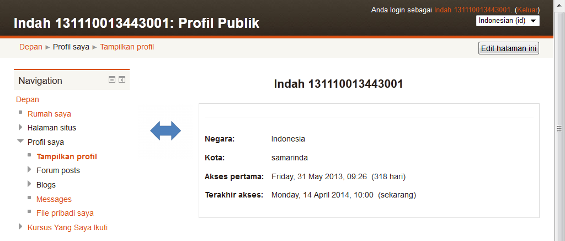 Anda login sebagai Indah 131110013443001. (Keluar)
Indah 131110013443001: Profil Publik
Indonesian (id)
Depan ► Profil saya ► Tampilkan profil
Edit halaman ini
Navigation
Depan
Rumah saya
Halaman situs
Profil saya
Tampilkan profil
Forum posts
Blogs
Messages
File pribadi saya
Kursus Yang Saya Ikuti
Indah 131110013443001
Negara: Indonesia
Kota: samarinda
Akses pertama: Friday, 31 May 2013, 09:26 (318 hari)
Terakhir akses: Monday, 14 April 2014, 10:00 (sekarang)